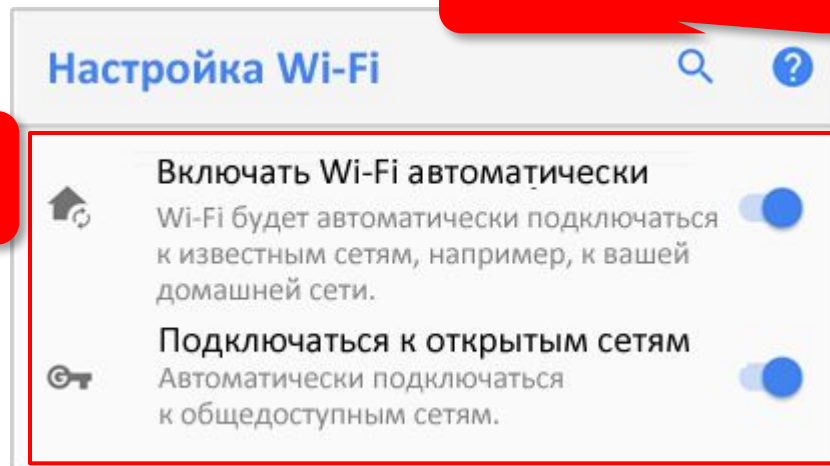 Настройка Wi-Fi
Включать Wi-Fi автоматически
Wi-Fi будет автоматически подключаться
к известным сетям, например, к вашей
домашней сети.
Подключаться к открытым сетям
Автоматически подключаться
к общедоступным сетям.